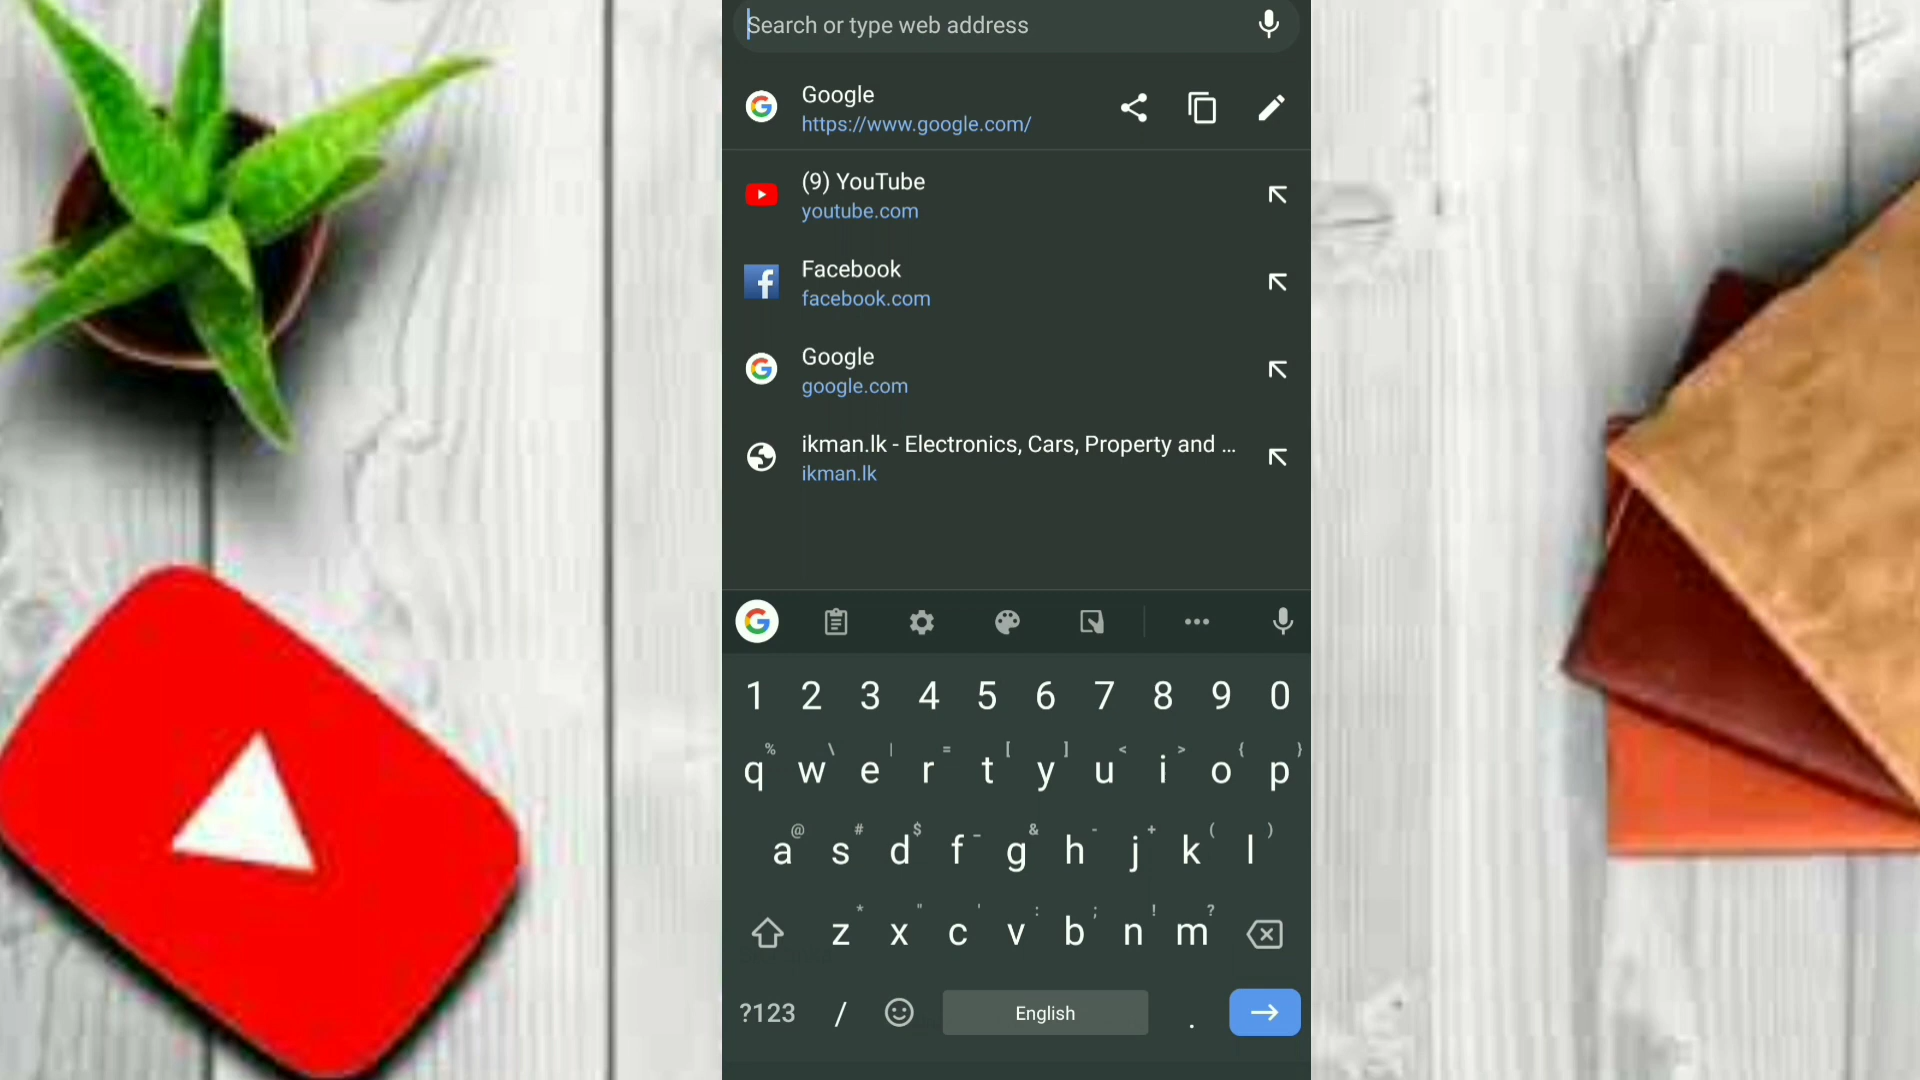 Search or type web address
Google
https://www.google.com/
(9) YouTube
youtube.com
Facebook
facebook.com
Google
google.com
ikman.lk - Electronics, Cars, Property and ...
ikman.lk
1 2 3 4 5 6 7 8 9 0
% \ | = [ ] < > { }
q w e r t y u i o p
@ # $ _ & - + ( )
a s d f g h j k l
* " ' : ; ! ?
z x c v b n m
?123 / English .